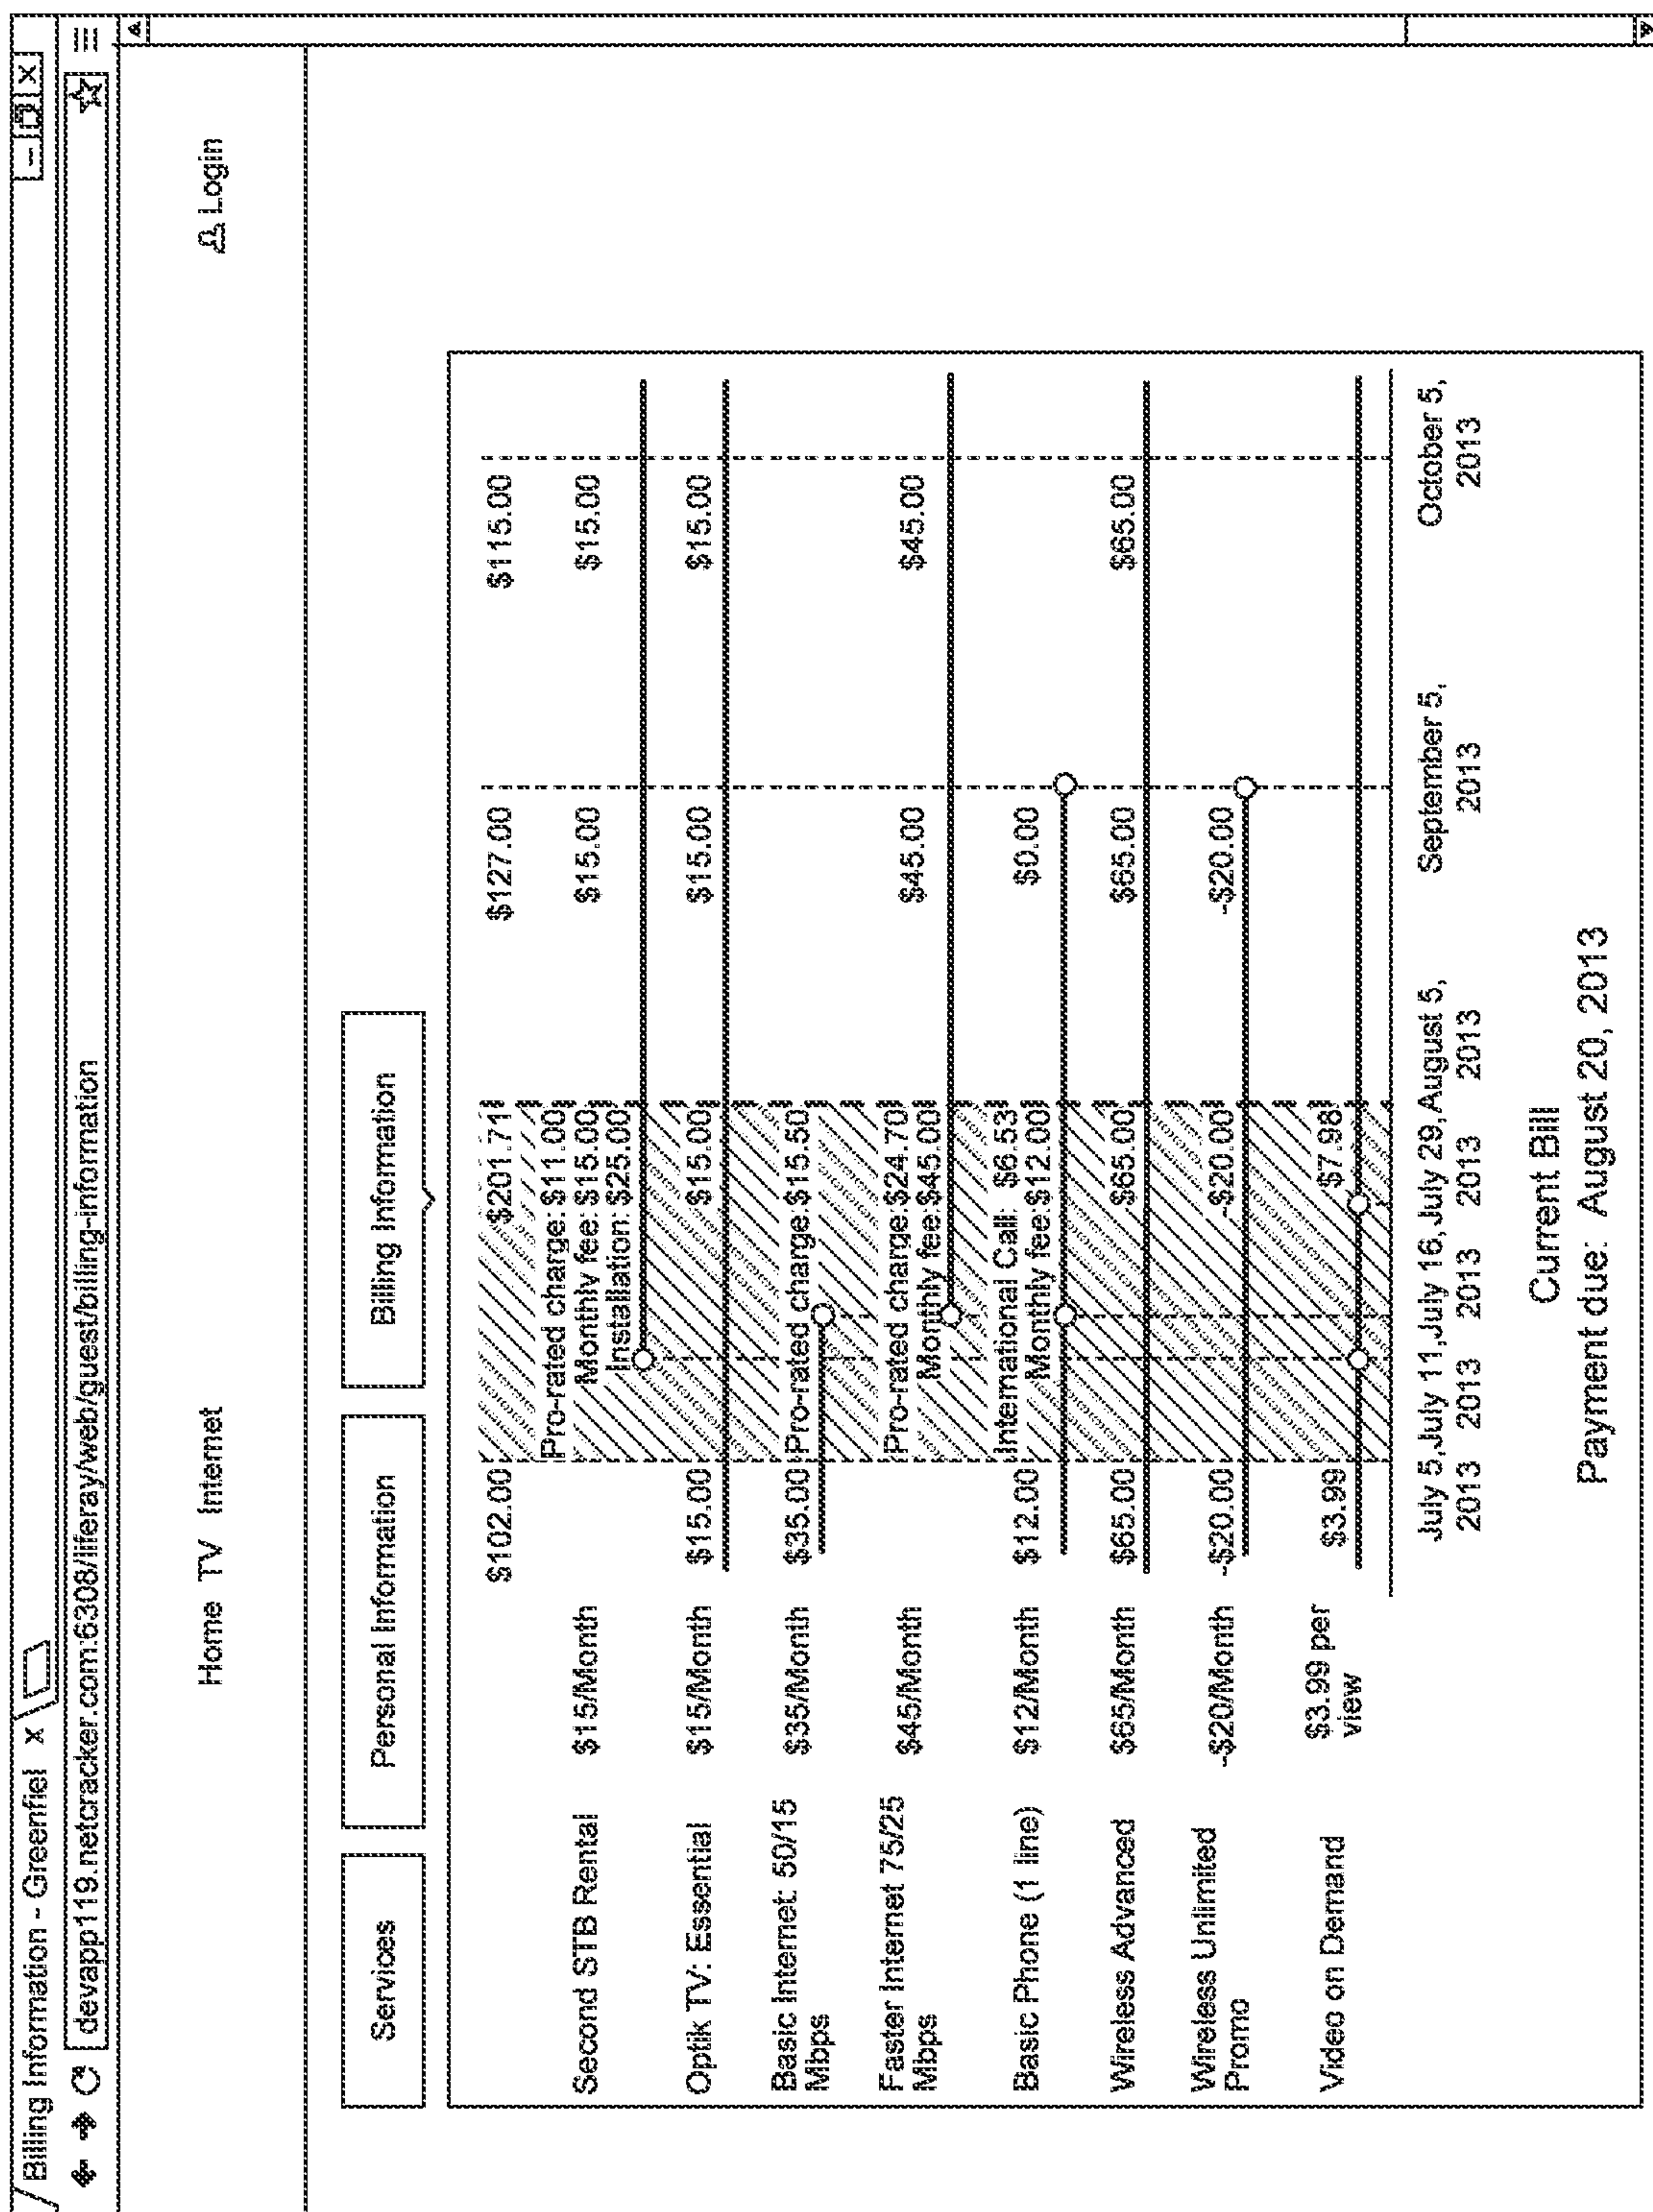 Billing Information - Greenfiel x
devapp119.netcracker.com:6308/liferay/web/guest/billing-information
Home TV Internet
Login
Services
Personal Information
Billing Information
$102.00 $201.71 $127.00 $115.00
Pro-rated charge: $11.00
Second STB Rental $15/Month Monthly fee: $15.00 $15.00 $15.00
Installation: $25.00
Optik TV: Essential $15/Month $15.00 $15.00 $15.00 $15.00
Basic Internet: 50/15 $35/Month $35.00 Pro-rated charge: $15.50
Mbps
Faster Internet 75/25 Pro-rated charge: $24.70
Mbps $45/Month Monthly fee: $45.00 $45.00 $45.00
International Call: $6.53
Basic Phone (1 line) $12/Month $12.00 Monthly fee: $12.00 $0.00
Wireless Advanced $65/Month $65.00 $65.00 $65.00 $65.00
Wireless Unlimited
Promo -$20/Month -$20.00 -$20.00 -$20.00
Video on Demand $3.99 per $3.99 $7.98
view
July 5, July 11, July 16, July 29, August 5, September 5, October 5,
2013 2013 2013 2013 2013 2013 2013
Current Bill
Payment due: August 20, 2013